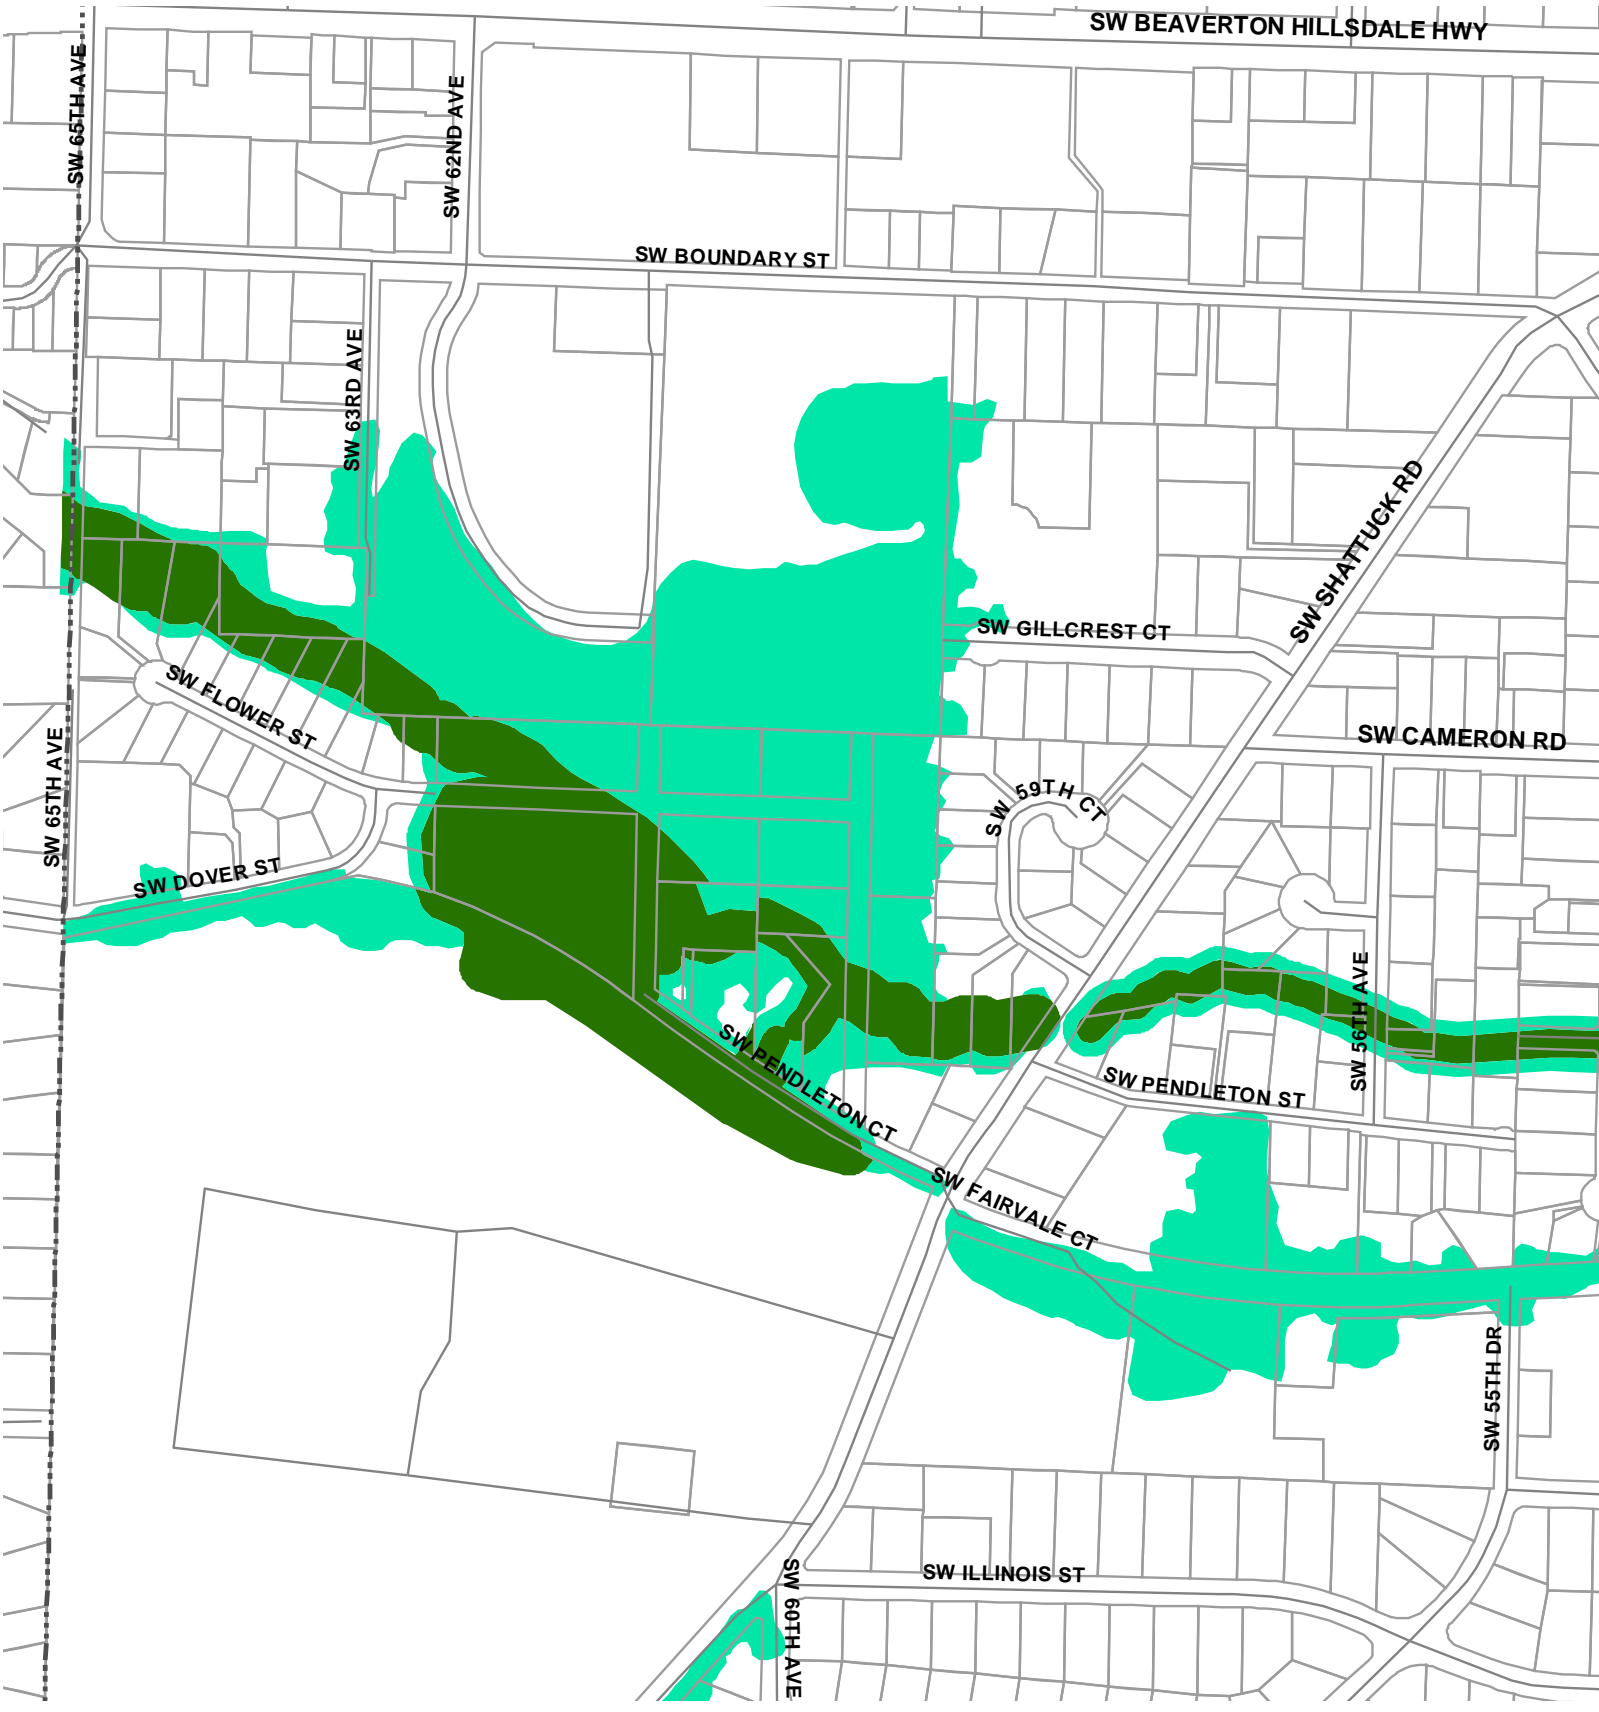 SW BEAVERTON HILLSDALE HWY
SW 65TH AVE
SW 62ND AVE
SW BOUNDARY ST
SW 63RD AVE
SW SHATTUCK RD
SW GILLCREST CT
SW FLOWER ST
SW CAMERON RD
SW 65TH AVE
SW 59TH CT
SW DOVER ST
SW 56TH AVE
SW PENDLETON CT
SW PENDLETON ST
SW FAIRVALE CT
SW 55TH DR
SW ILLINOIS ST
SW 60TH AVE